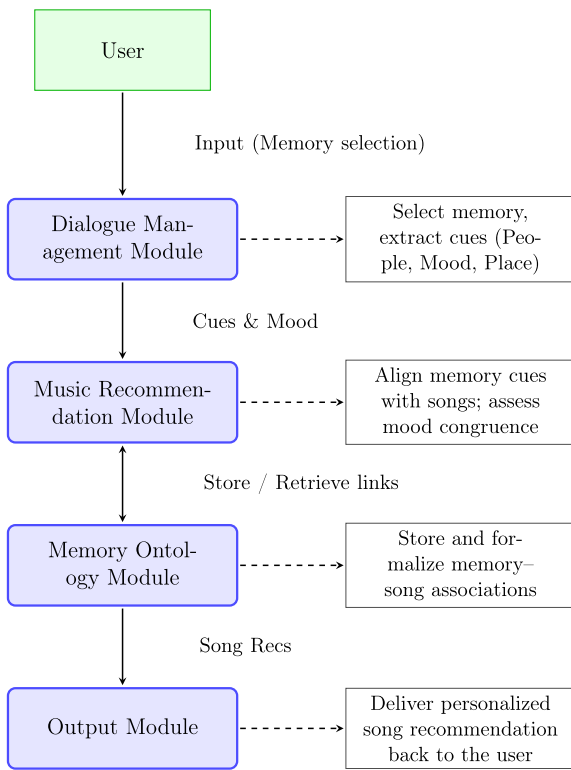 User
Input (Memory selection)
Dialogue Man-
agement Module
Select memory,
extract cues (Peo-
ple, Mood, Place)
Cues & Mood
Music Recommen-
dation Module
Align memory cues
with songs; assess
mood congruence
Store / Retrieve links
Memory Ontol-
ogy Module
Store and for-
malize memory–
song associations
Song Recs
Output Module
Deliver personalized
song recommendation
back to the user